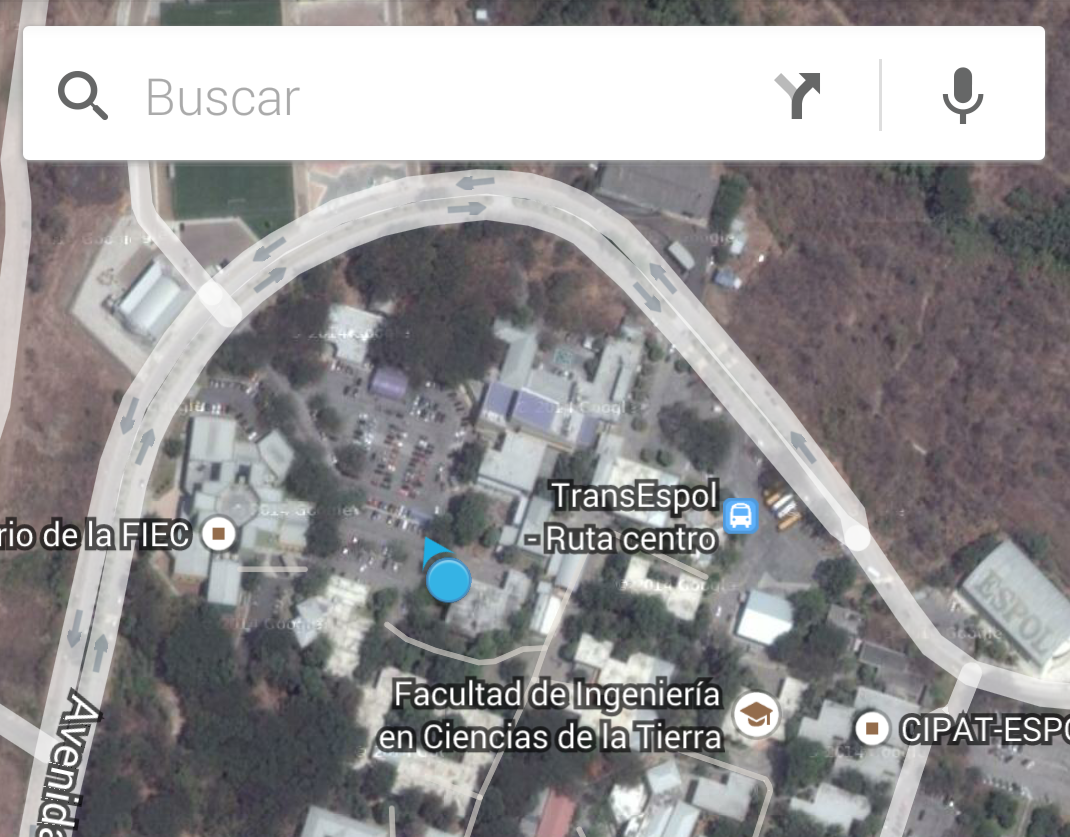 Buscar
TransEspol
- Ruta centro
rio de la FIEC
ESPOL
Facultad de Ingeniería
en Ciencias de la Tierra
CIPAT-ESPO
Avenida